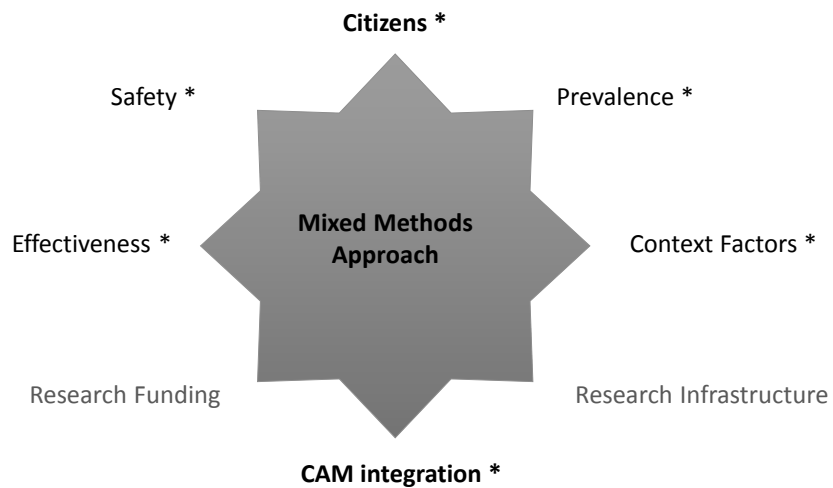 Citizens *
Safety *
Prevalence *
Mixed Methods
Approach
Effectiveness *
Context Factors *
Research Funding
Research Infrastructure
CAM integration *